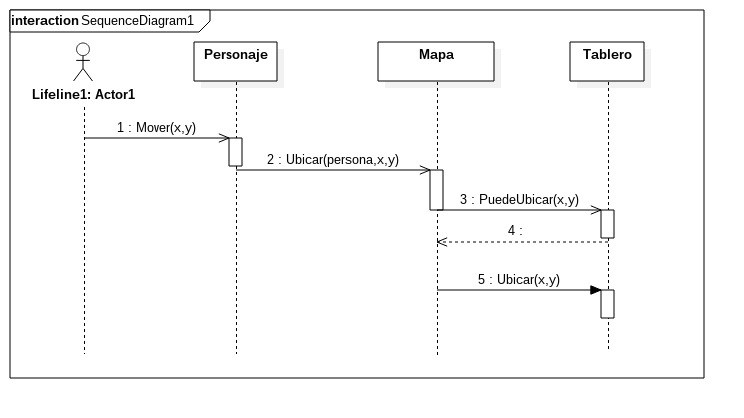 interaction SequenceDiagram1
Personaje
Mapa
Tablero
Lifeline1: Actor1
1 : Mover(x,y)
2 : Ubicar(persona,x,y)
3 : PuedeUbicar(x,y)
4 :
5 : Ubicar(x,y)